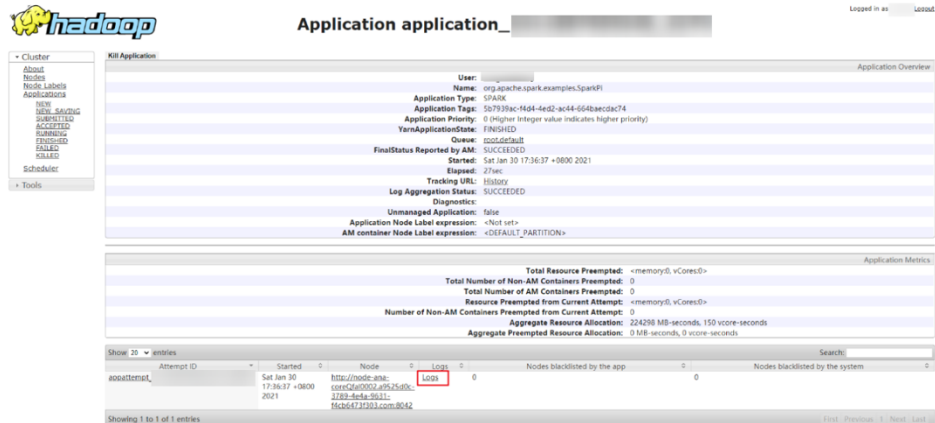 hadoop
Application application_
Logged in as
Logout
Cluster
About
Nodes
Node Labels
Applications
NEW
NEW_SAVING
SUBMITTED
ACCEPTED
RUNNING
FINISHED
FAILED
KILLED
Scheduler
Tools
Kill Application
Application Overview
User:
Name: org.apache.spark.examples.SparkPi
Application Type: SPARK
Application Tags: 5b7939ac-f4d4-4ed2-ac44-664baecdac74
Application Priority: 0 (Higher Integer value indicates higher priority)
YarnApplicationState: FINISHED
Queue: root.default
FinalStatus Reported by AM: SUCCEEDED
Started: Sat Jan 30 17:36:37 +0800 2021
Elapsed: 27sec
Tracking URL: History
Log Aggregation Status: SUCCEEDED
Diagnostics:
Unmanaged Application: false
Application Node Label expression: <Not set>
AM container Node Label expression: <DEFAULT_PARTITION>
Application Metrics
Total Resource Preempted: <memory:0, vCores:0>
Total Number of Non-AM Containers Preempted: 0
Total Number of AM Containers Preempted: 0
Resource Preempted from Current Attempt: <memory:0, vCores:0>
Number of Non-AM Containers Preempted from Current Attempt: 0
Aggregate Resource Allocation: 224298 MB-seconds, 150 vcore-seconds
Aggregate Preempted Resource Allocation: 0 MB-seconds, 0 vcore-seconds
Show 20 entries
Search:
Attempt ID Started Node Logs Nodes blacklisted by the app Nodes blacklisted by the system
appattempt_ Sat Jan 30 http://node-ana- Logs 0 0
17:36:37 +0800
2021
3789-4e4a-9631-
f4cb6473f303.com:8042
Showing 1 to 1 of 1 entries
First Previous 1 Next Last